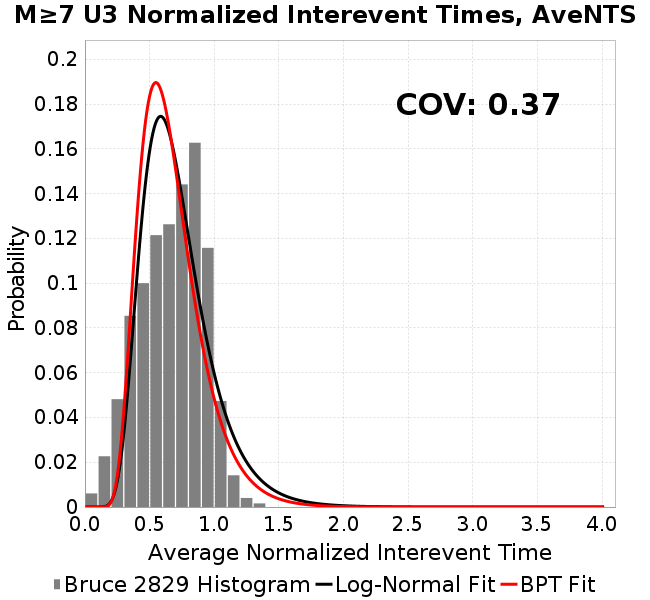 M≥7 U3 Normalized Interevent Times, AveNTS
COV: 0.37
Probability
0.2
0.18
0.16
0.14
0.12
0.1
0.08
0.06
0.04
0.02
0
0.0 0.5 1.0 1.5 2.0 2.5 3.0 3.5 4.0
Average Normalized Interevent Time
Bruce 2829 Histogram Log-Normal Fit BPT Fit